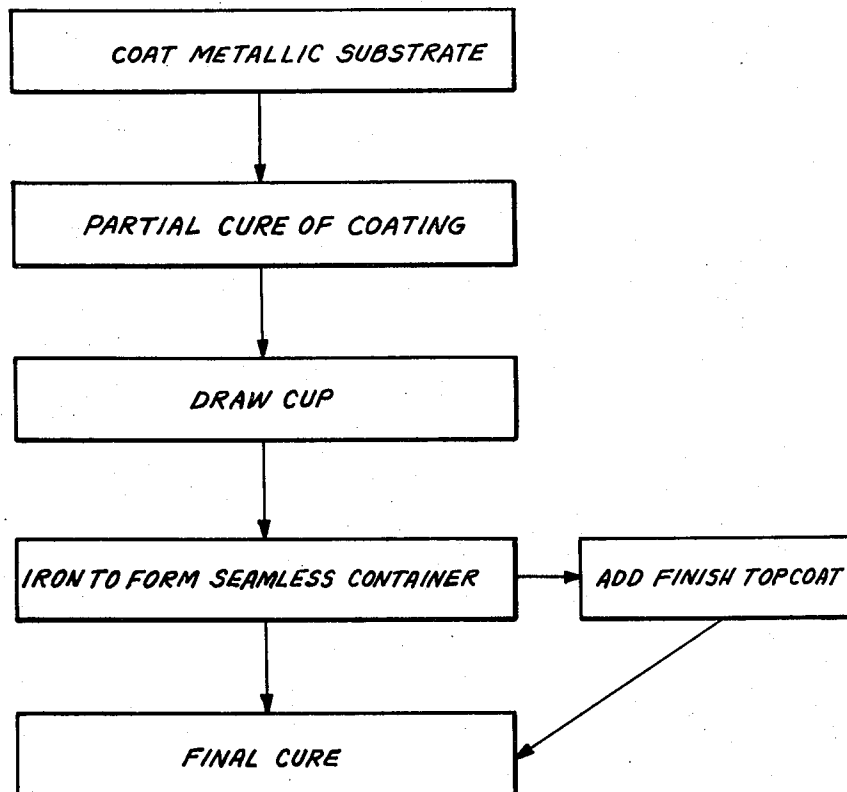 COAT METALLIC SUBSTRATE
PARTIAL CURE OF COATING
DRAW CUP
IRON TO FORM SEAMLESS CONTAINER
ADD FINISH TOPCOAT
FINAL CURE